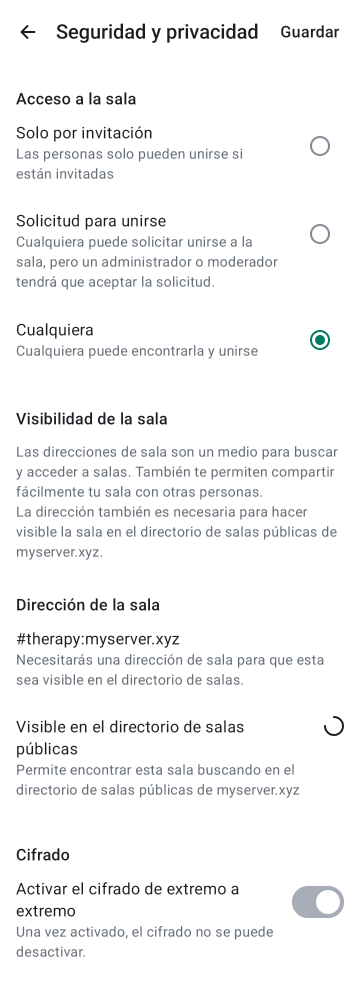 Seguridad y privacidad
Guardar
Acceso a la sala
Solo por invitación
Las personas solo pueden unirse si
están invitadas
Solicitud para unirse
Cualquiera puede solicitar unirse a la
sala, pero un administrador o moderador
tendrá que aceptar la solicitud.
Cualquiera
Cualquiera puede encontrarla y unirse
Visibilidad de la sala
Las direcciones de sala son un medio para buscar
y acceder a salas. También te permiten compartir
fácilmente tu sala con otras personas.
La dirección también es necesaria para hacer
visible la sala en el directorio de salas públicas de
myserver.xyz.
Dirección de la sala
#therapy:myserver.xyz
Necesitarás una dirección de sala para que esta
sea visible en el directorio de salas.
Visible en el directorio de salas
públicas
Permite encontrar esta sala buscando en el
directorio de salas públicas de myserver.xyz
Cifrado
Activar el cifrado de extremo a
extremo
Una vez activado, el cifrado no se puede
desactivar.